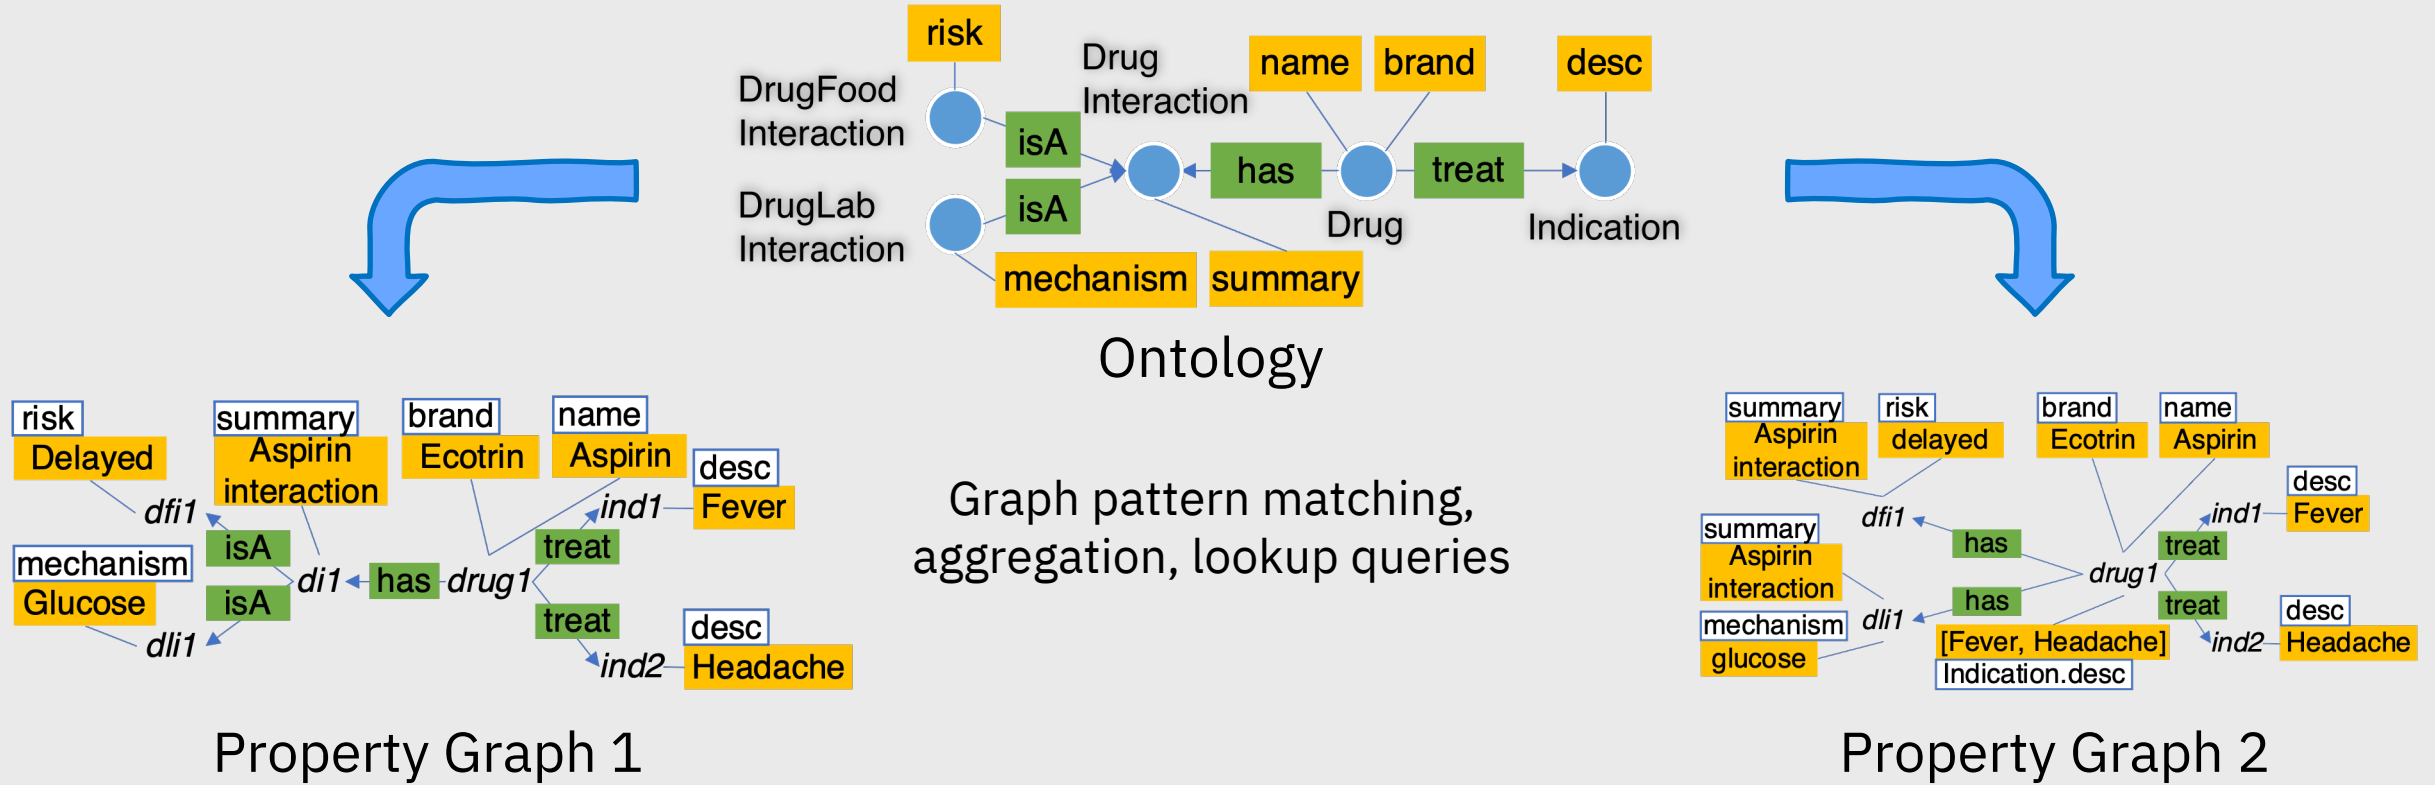 risk
DrugFood
Interaction
isA
Drug
Interaction
name
brand
desc
has
treat
DrugLab
Interaction
isA
Drug
Indication
mechanism
summary
Ontology
Graph pattern matching,
aggregation, lookup queries
risk
Delayed
summary
Aspirin
interaction
brand
Ecotrin
name
Aspirin
desc
Fever
dfi1
ind1
isA
treat
mechanism
Glucose
di1
has
drug1
isA
treat
dli1
desc
Headache
ind2
Property Graph 1
summary
Aspirin
interaction
risk
delayed
brand
Ecotrin
name
Aspirin
desc
Fever
dfi1
ind1
has
treat
summary
Aspirin
interaction
drug1
has
treat
mechanism
glucose
dli1
[Fever, Headache]
Indication.desc
desc
Headache
ind2
Property Graph 2